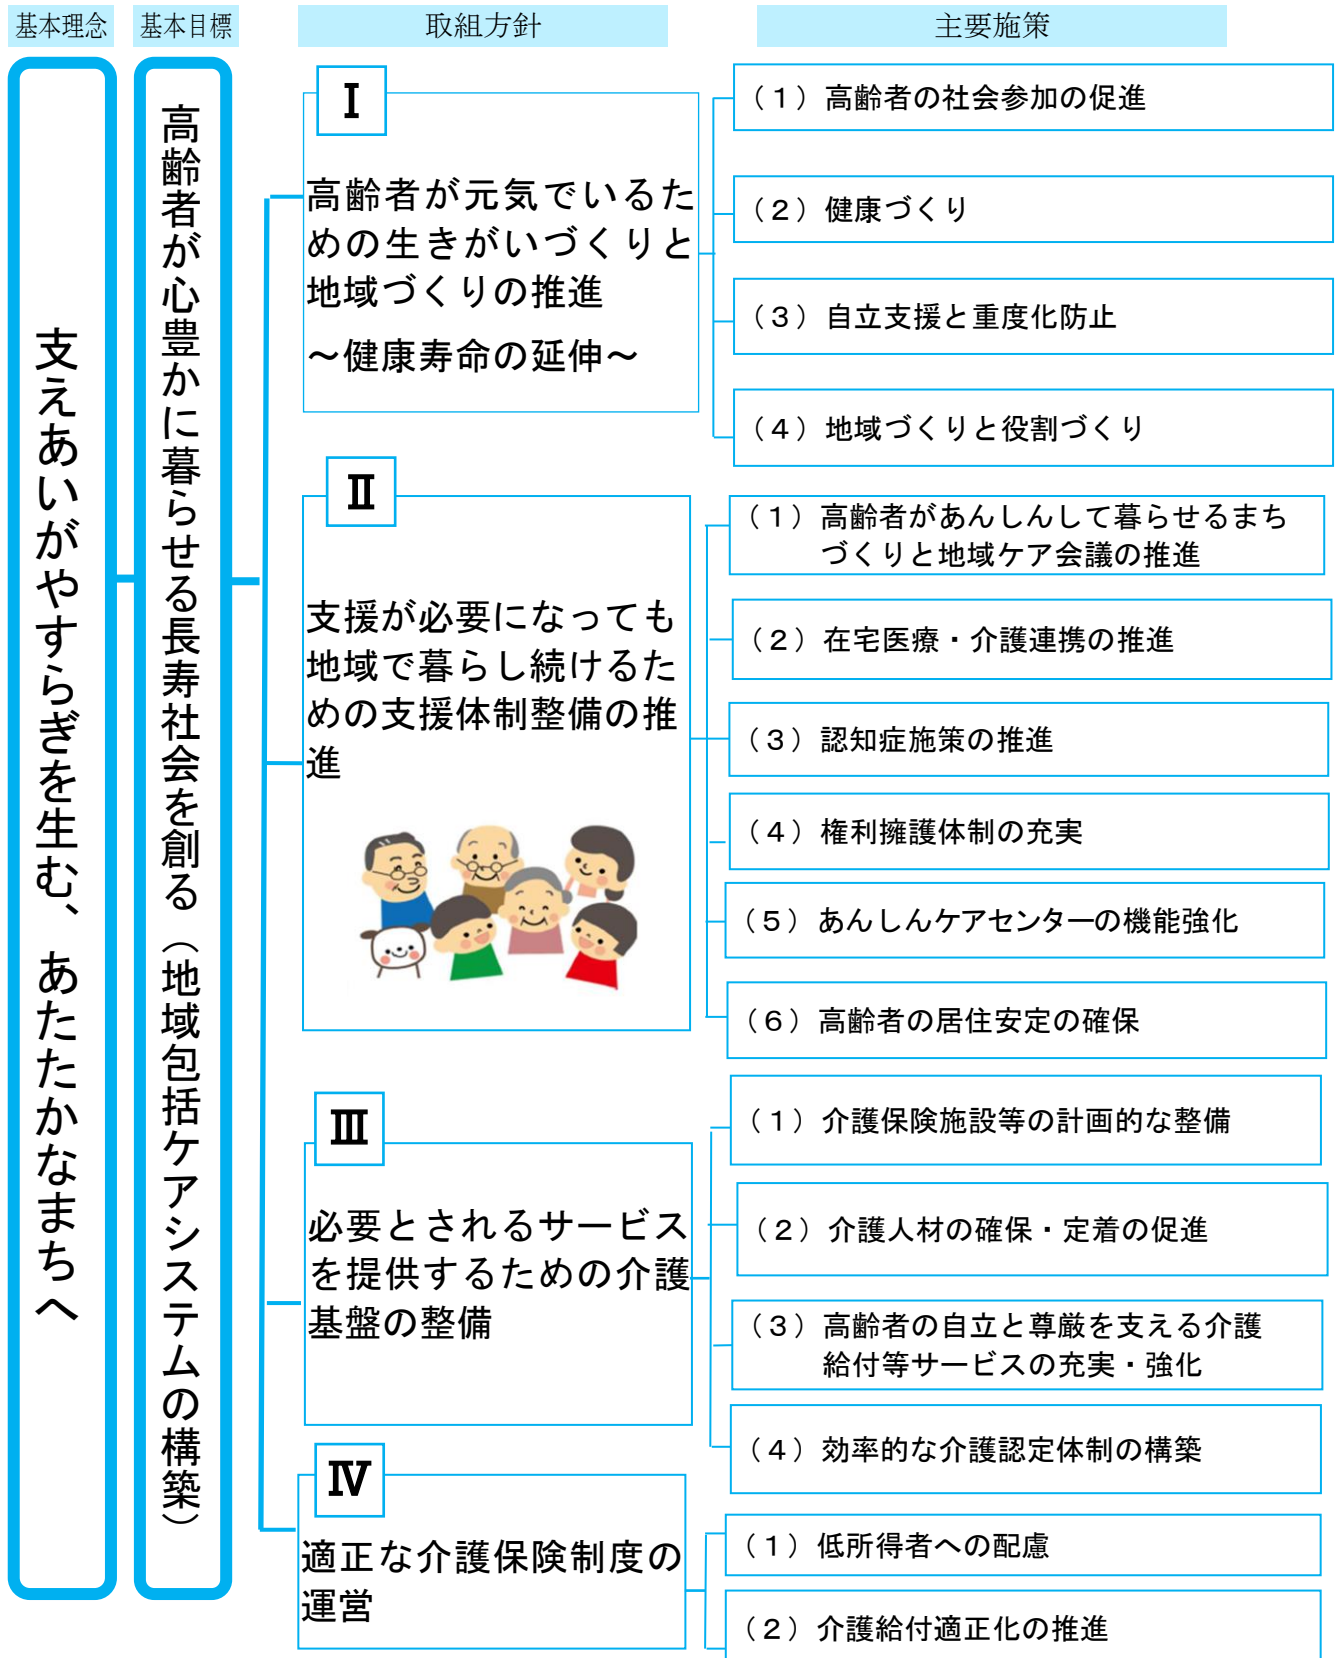 基本理念
基本目標
取組方針
主要施策
支えあいがやすらぎを生む、あたたかなまちへ
高齢者が心豊かに暮らせる長寿社会を創る（地域包括ケアシステムの構築）
Ⅰ
高齢者が元気でいるた
めの生きがいづくりと
地域づくりの推進
～健康寿命の延伸～
（１）高齢者の社会参加の促進
（２）健康づくり
（３）自立支援と重度化防止
（４）地域づくりと役割づくり
Ⅱ
支援が必要になっても
地域で暮らし続けるた
めの支援体制整備の推
進
（１）高齢者があんしんして暮らせるまち
づくりと地域ケア会議の推進
（２）在宅医療・介護連携の推進
（３）認知症施策の推進
（４）権利擁護体制の充実
（５）あんしんケアセンターの機能強化
（６）高齢者の居住安定の確保
Ⅲ
必要とされるサービス
を提供するための介護
基盤の整備
（１）介護保険施設等の計画的な整備
（２）介護人材の確保・定着の促進
（３）高齢者の自立と尊厳を支える介護
給付等サービスの充実・強化
（４）効率的な介護認定体制の構築
Ⅳ
適正な介護保険制度の
運営
（１）低所得者への配慮
（２）介護給付適正化の推進